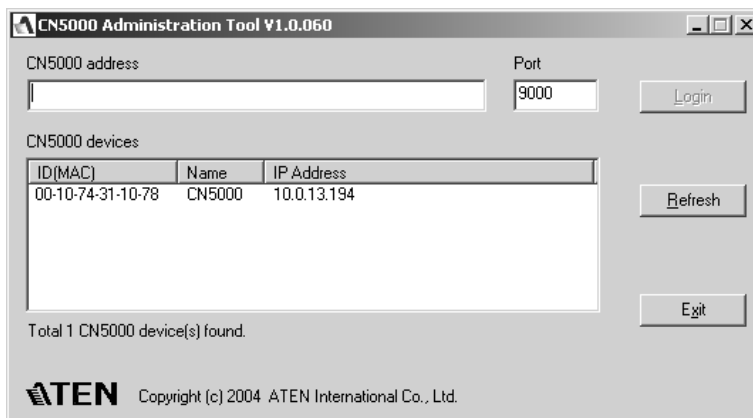 CN5000 Administration Tool V1.0.060
CN5000 address
Port
9000
Login
CN5000 devices
ID(MAC) Name IP Address
00-10-74-31-10-78 CN5000 10.0.13.194
Refresh
Exit
Total 1 CN5000 device(s) found.
ATEN Copyright (c) 2004 ATEN International Co., Ltd.